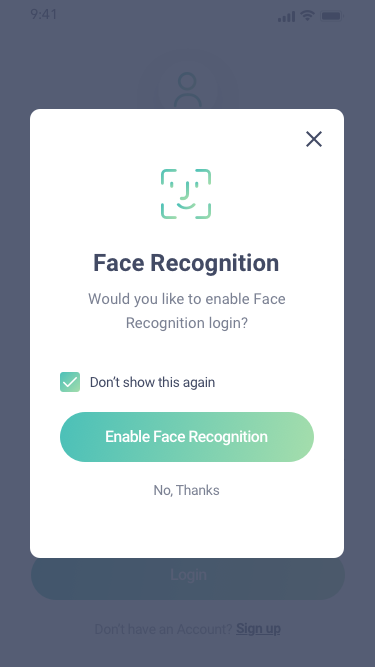 9:41
Face Recognition
Would you like to enable Face
Recognition login?
Don't show this again
Enable Face Recognition
No, Thanks
Login
Don't have an Account? Sign up